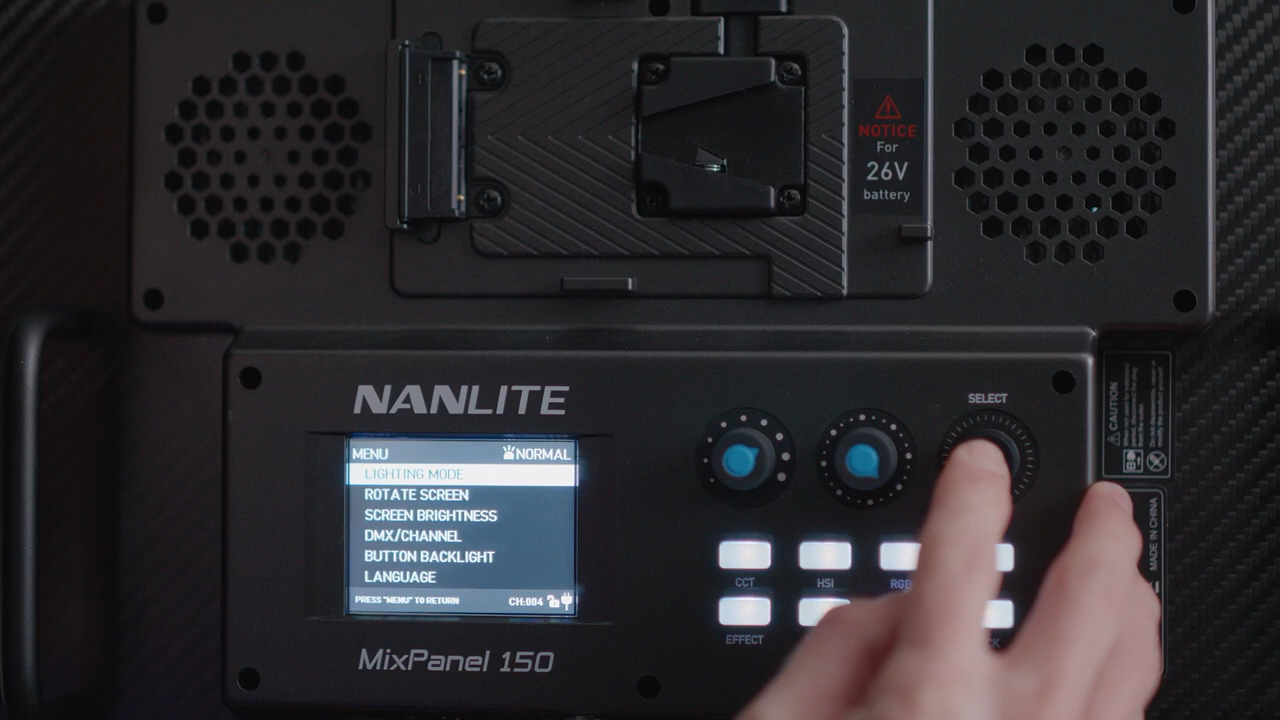 NOTICE
For
26V
battery
NANLITE
SELECT
MENU NORMAL
LIGHTING MODE
ROTATE SCREEN
SCREEN BRIGHTNESS
DMX/CHANNEL
BUTTON BACKLIGHT
LANGUAGE
PRESS "MENU" TO RETURN CH:004
CCT HSI
EFFECT
MixPanel 150
CAUTION
MADE IN CHINA